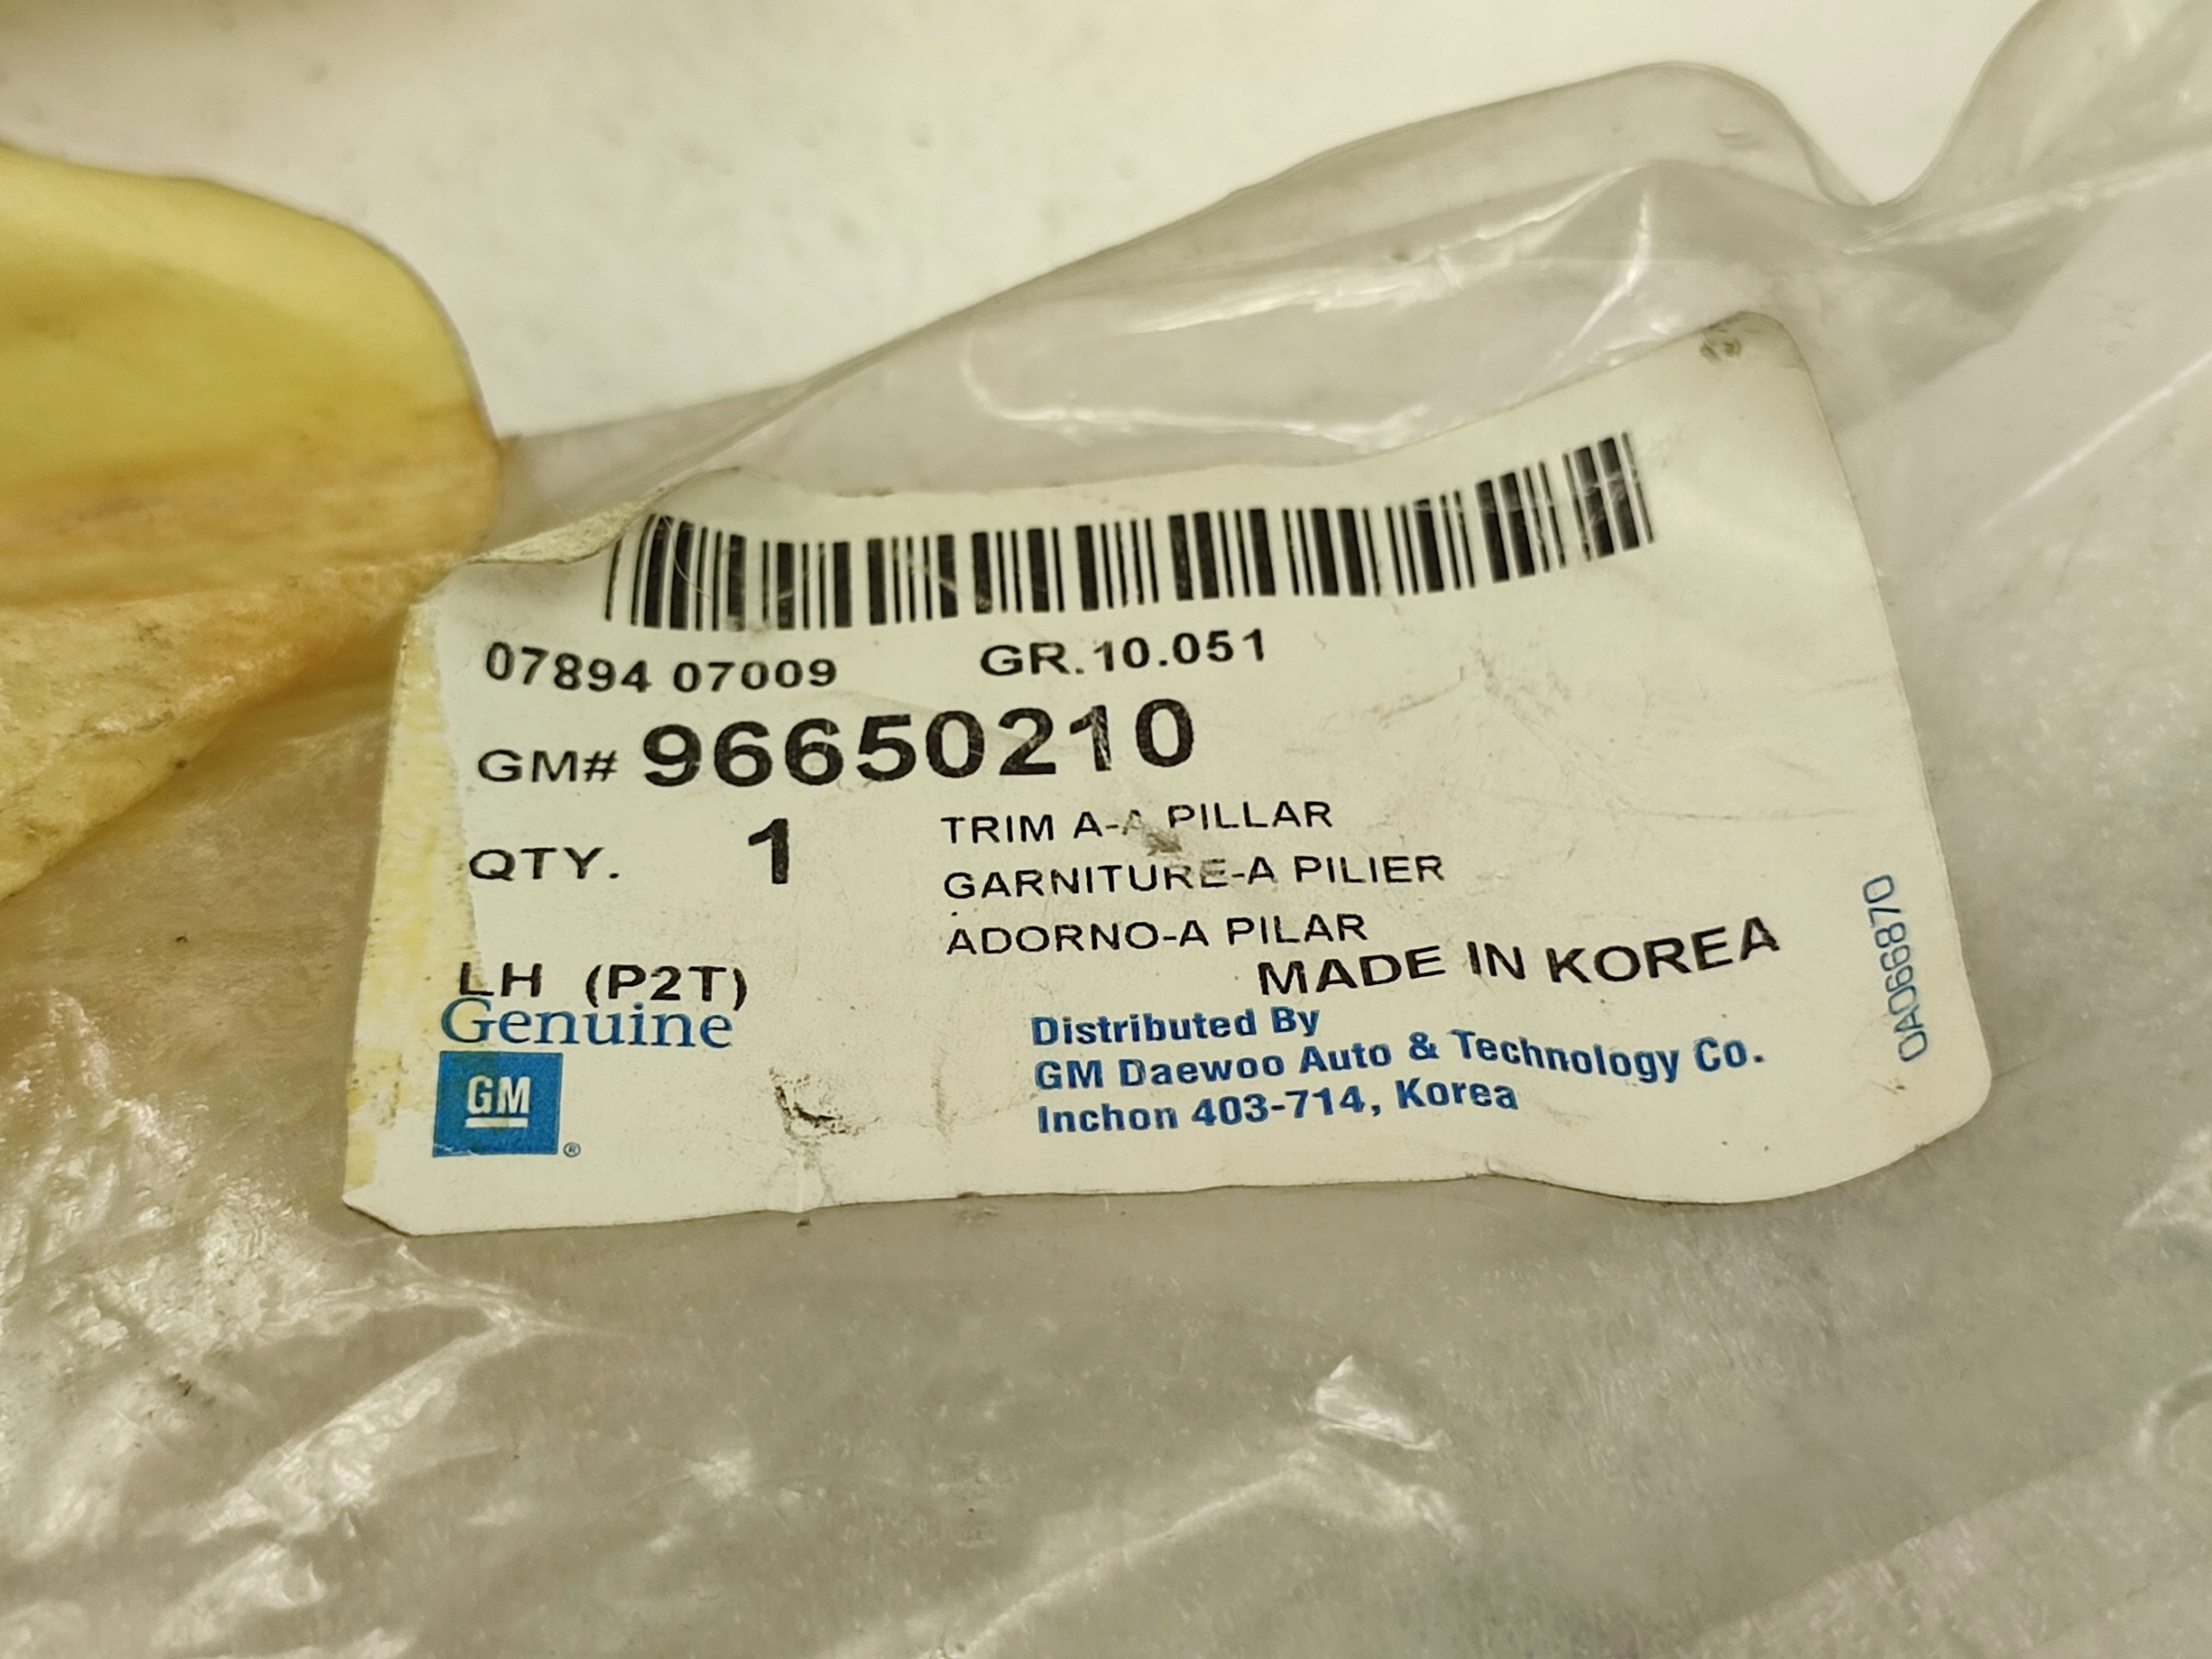 07894 07009 GR.10.051
GM# 96650210
QTY. 1 TRIM A-A PILLAR
GARNITURE-A PILIER
ADORNO-A PILAR
LH (P2T) MADE IN KOREA
Genuine
GM ®
Distributed By
GM Daewoo Auto & Technology Co.
Inchon 403-714, Korea
0A066870